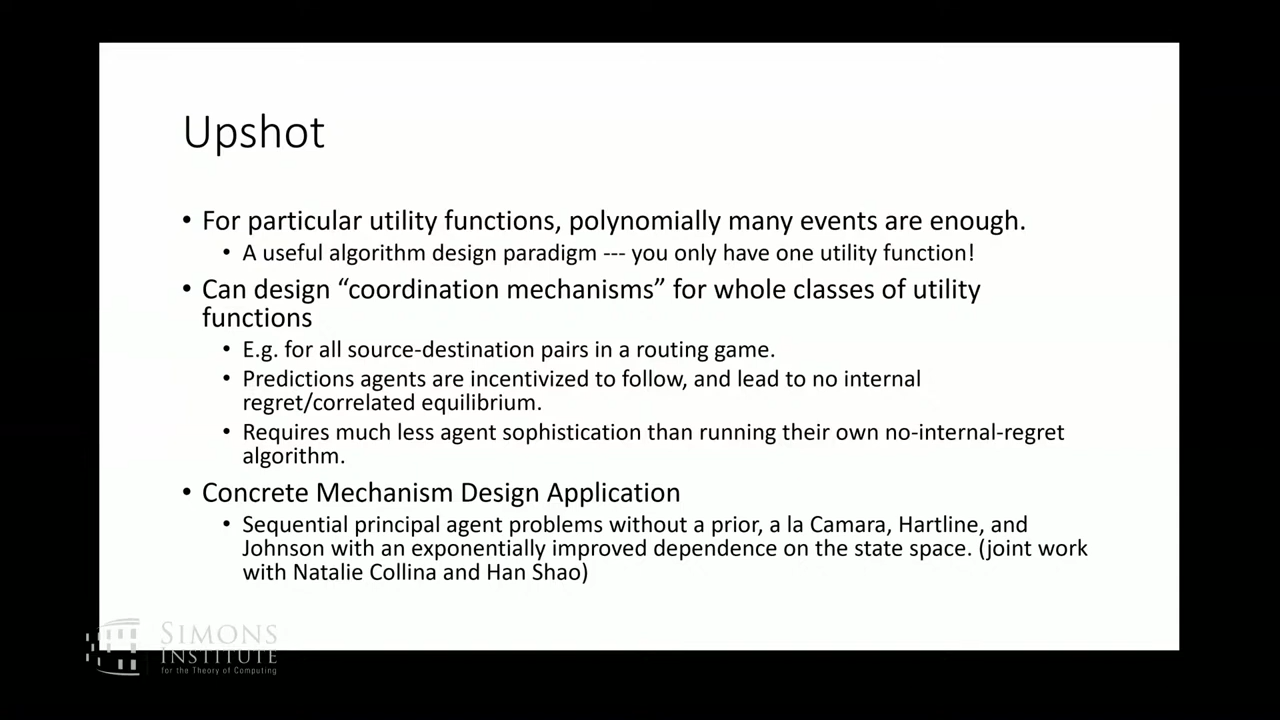 Upshot
• For particular utility functions, polynomially many events are enough.
• A useful algorithm design paradigm --- you only have one utility function!
• Can design “coordination mechanisms” for whole classes of utility
functions
• E.g. for all source-destination pairs in a routing game.
• Predictions agents are incentivized to follow, and lead to no internal
regret/correlated equilibrium.
• Requires much less agent sophistication than running their own no-internal-regret
algorithm.
• Concrete Mechanism Design Application
• Sequential principal agent problems without a prior, a la Camara, Hartline, and
Johnson with an exponentially improved dependence on the state space. (joint work
with Natalie Collina and Han Shao)
SIMONS
INSTITUTE
for the Theory of Computing